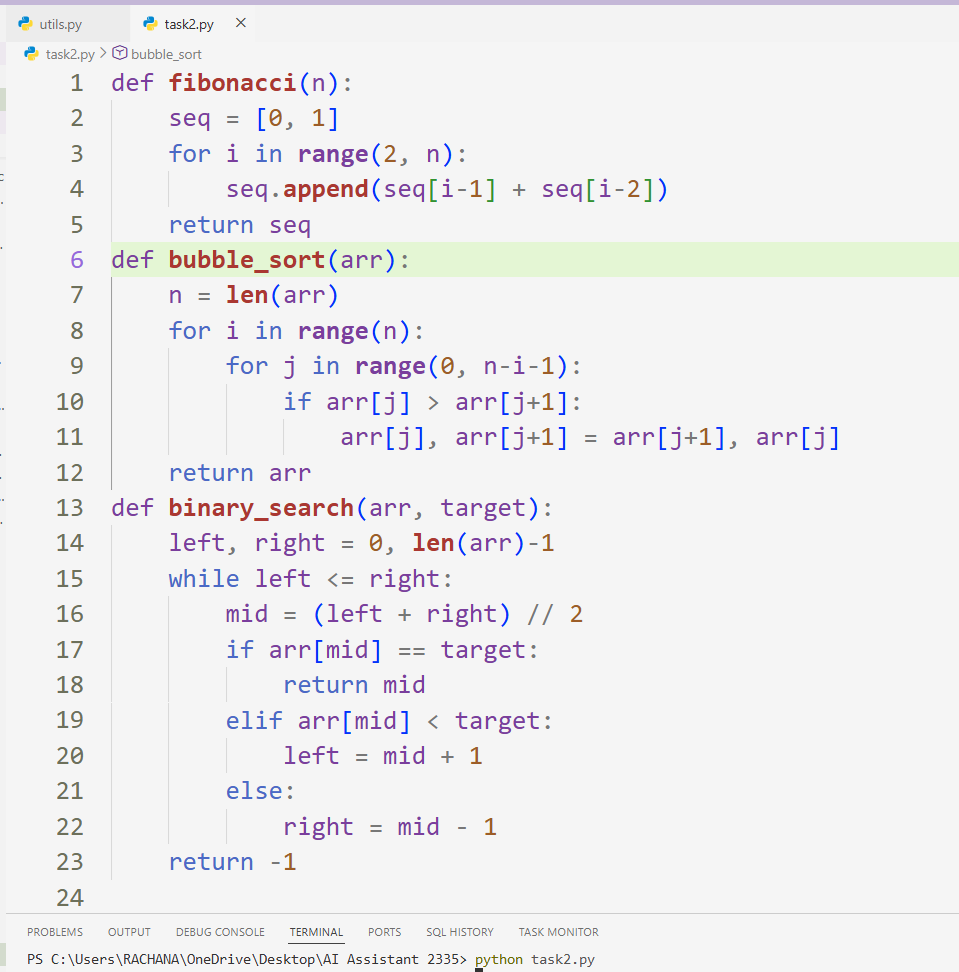 utils.py task2.py ×
task2.py > bubble_sort
1 def fibonacci(n):
2     seq = [0, 1]
3     for i in range(2, n):
4         seq.append(seq[i-1] + seq[i-2])
5     return seq
6 def bubble_sort(arr):
7     n = len(arr)
8     for i in range(n):
9         for j in range(0, n-i-1):
10             if arr[j] > arr[j+1]:
11                 arr[j], arr[j+1] = arr[j+1], arr[j]
12     return arr
13 def binary_search(arr, target):
14     left, right = 0, len(arr)-1
15     while left <= right:
16         mid = (left + right) // 2
17         if arr[mid] == target:
18             return mid
19         elif arr[mid] < target:
20             left = mid + 1
21         else:
22             right = mid - 1
23     return -1
24
PROBLEMS OUTPUT DEBUG CONSOLE TERMINAL PORTS SQL HISTORY TASK MONITOR
PS C:\Users\RACHANA\OneDrive\Desktop\AI Assistant 2335> python task2.py